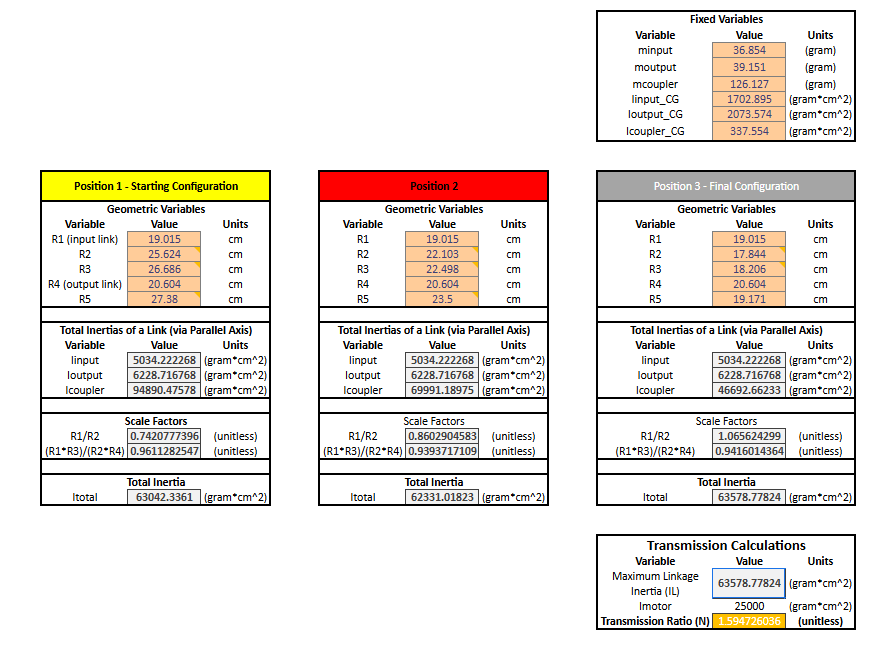 Fixed Variables
Variable Value Units
minput 36.854 (gram)
moutput 39.151 (gram)
mcoupler 126.127 (gram)
Iinput_CG 1702.895 (gram*cm^2)
Ioutput_CG 2073.574 (gram*cm^2)
Icoupler_CG 337.554 (gram*cm^2)
Position 1 - Starting Configuration
Geometric Variables
Variable Value Units
R1 (input link) 19.015 cm
R2 25.624 cm
R3 26.686 cm
R4 (output link) 20.604 cm
R5 27.38 cm
Total Inertias of a Link (via Parallel Axis)
Variable Value Units
Iinput 5034.222268 (gram*cm^2)
Ioutput 6228.716768 (gram*cm^2)
Icoupler 94890.47578 (gram*cm^2)
Scale Factors
R1/R2 0.7420777396 (unitless)
(R1*R3)/(R2*R4) 0.9611282547 (unitless)
Total Inertia
Itotal 63042.3361 (gram*cm^2)
Position 2
Geometric Variables
Variable Value Units
R1 19.015 cm
R2 22.103 cm
R3 22.498 cm
R4 20.604 cm
R5 23.5 cm
Total Inertias of a Link (via Parallel Axis)
Variable Value Units
Iinput 5034.222268 (gram*cm^2)
Ioutput 6228.716768 (gram*cm^2)
Icoupler 69991.18975 (gram*cm^2)
Scale Factors
R1/R2 0.8602904583 (unitless)
(R1*R3)/(R2*R4) 0.9393717109 (unitless)
Total Inertia
Itotal 62331.01823 (gram*cm^2)
Position 3 - Final Configuration
Geometric Variables
Variable Value Units
R1 19.015 cm
R2 17.844 cm
R3 18.206 cm
R4 20.604 cm
R5 19.171 cm
Total Inertias of a Link (via Parallel Axis)
Variable Value Units
Iinput 5034.222268 (gram*cm^2)
Ioutput 6228.716768 (gram*cm^2)
Icoupler 46692.66233 (gram*cm^2)
Scale Factors
R1/R2 1.065624299 (unitless)
(R1*R3)/(R2*R4) 0.9416014364 (unitless)
Total Inertia
Itotal 63578.77824 (gram*cm^2)
Transmission Calculations
Variable Value Units
Maximum Linkage
Inertia (IL) 63578.77824 (gram*cm^2)
Imotor 25000 (gram*cm^2)
Transmission Ratio (N) 1.594726036 (unitless)